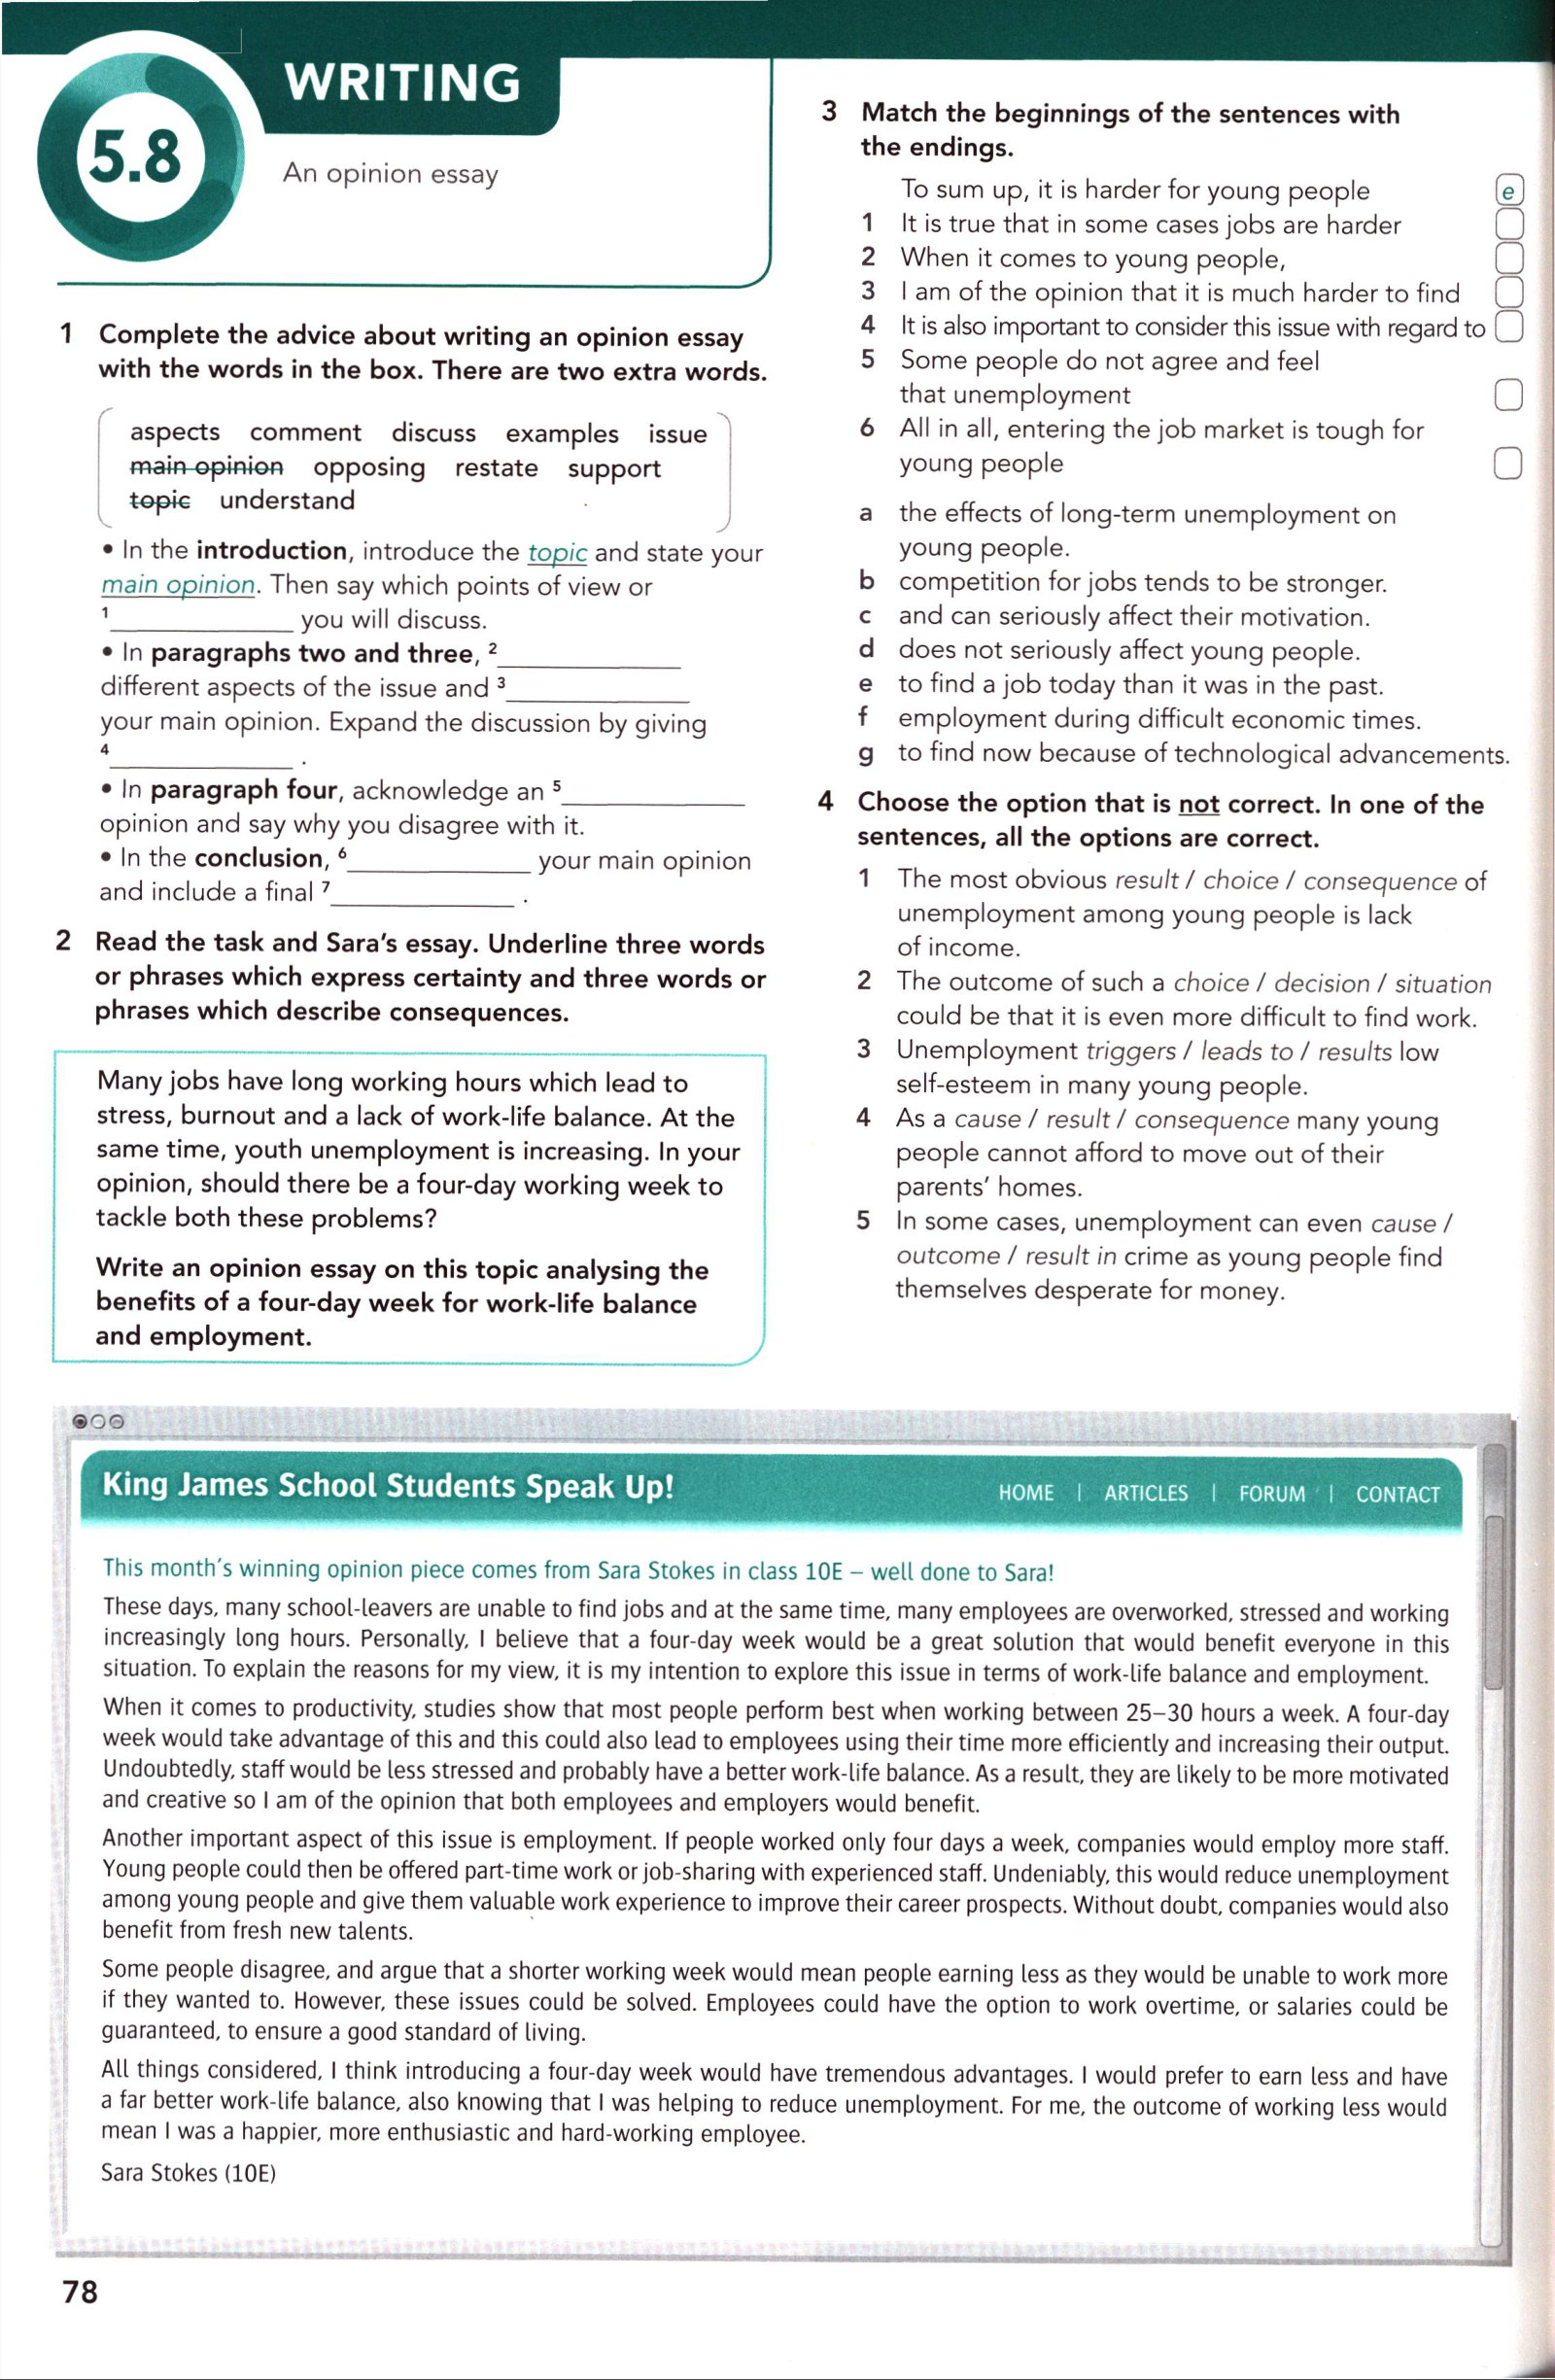 WRITING
5.8
An opinion essay
1 Complete the advice about writing an opinion essay
with the words in the box. There are two extra words.
aspects comment discuss examples issue
main opinion opposing restate support
topic understand
• In the introduction, introduce the topic and state your
main opinion. Then say which points of view or
1______________ you will discuss.
• In paragraphs two and three, 2______________
different aspects of the issue and 3______________
your main opinion. Expand the discussion by giving
4______________ .
• In paragraph four, acknowledge an 5______________
opinion and say why you disagree with it.
• In the conclusion, 6______________ your main opinion
and include a final 7______________ .
2 Read the task and Sara's essay. Underline three words
or phrases which express certainty and three words or
phrases which describe consequences.
Many jobs have long working hours which lead to
stress, burnout and a lack of work-life balance. At the
same time, youth unemployment is increasing. In your
opinion, should there be a four-day working week to
tackle both these problems?
Write an opinion essay on this topic analysing the
benefits of a four-day week for work-life balance
and employment.
3 Match the beginnings of the sentences with
the endings.
To sum up, it is harder for young people e
1 It is true that in some cases jobs are harder
2 When it comes to young people,
3 I am of the opinion that it is much harder to find
4 It is also important to consider this issue with regard to
5 Some people do not agree and feel
that unemployment
6 All in all, entering the job market is tough for
young people
a the effects of long-term unemployment on
young people.
b competition for jobs tends to be stronger.
c and can seriously affect their motivation.
d does not seriously affect young people.
e to find a job today than it was in the past.
f employment during difficult economic times.
g to find now because of technological advancements.
4 Choose the option that is not correct. In one of the
sentences, all the options are correct.
1 The most obvious result / choice / consequence of
unemployment among young people is lack
of income.
2 The outcome of such a choice / decision / situation
could be that it is even more difficult to find work.
3 Unemployment triggers / leads to / results low
self-esteem in many young people.
4 As a cause / result / consequence many young
people cannot afford to move out of their
parents' homes.
5 In some cases, unemployment can even cause /
outcome / result in crime as young people find
themselves desperate for money.
King James School Students Speak Up!
HOME | ARTICLES | FORUM | CONTACT
This month's winning opinion piece comes from Sara Stokes in class 10E – well done to Sara!
These days, many school-leavers are unable to find jobs and at the same time, many employees are overworked, stressed and working
increasingly long hours. Personally, I believe that a four-day week would be a great solution that would benefit everyone in this
situation. To explain the reasons for my view, it is my intention to explore this issue in terms of work-life balance and employment.
When it comes to productivity, studies show that most people perform best when working between 25–30 hours a week. A four-day
week would take advantage of this and this could also lead to employees using their time more efficiently and increasing their output.
Undoubtedly, staff would be less stressed and probably have a better work-life balance. As a result, they are likely to be more motivated
and creative so I am of the opinion that both employees and employers would benefit.
Another important aspect of this issue is employment. If people worked only four days a week, companies would employ more staff.
Young people could then be offered part-time work or job-sharing with experienced staff. Undeniably, this would reduce unemployment
among young people and give them valuable work experience to improve their career prospects. Without doubt, companies would also
benefit from fresh new talents.
Some people disagree, and argue that a shorter working week would mean people earning less as they would be unable to work more
if they wanted to. However, these issues could be solved. Employees could have the option to work overtime, or salaries could be
guaranteed, to ensure a good standard of living.
All things considered, I think introducing a four-day week would have tremendous advantages. I would prefer to earn less and have
a far better work-life balance, also knowing that I was helping to reduce unemployment. For me, the outcome of working less would
mean I was a happier, more enthusiastic and hard-working employee.
Sara Stokes (10E)
78